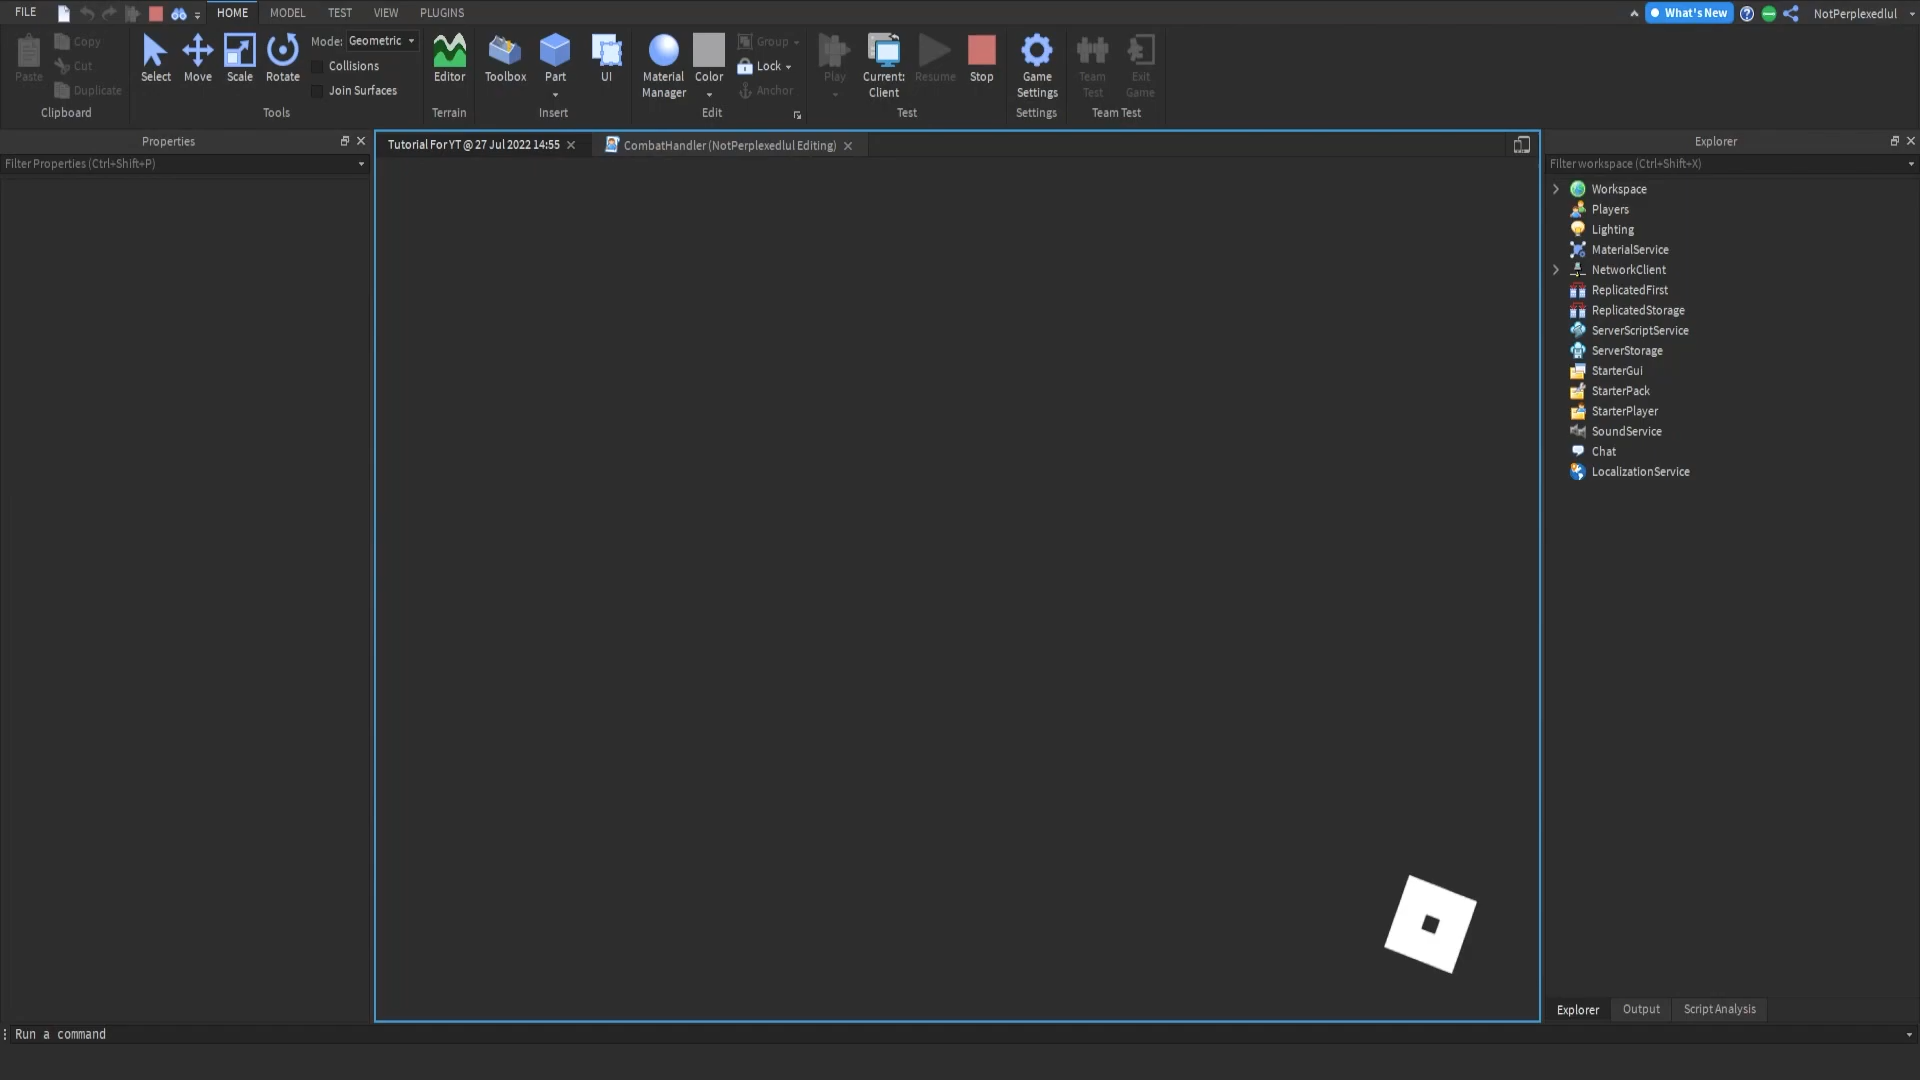 FILE HOME MODEL TEST VIEW PLUGINS What's New NotPerplexedlul
Paste Copy Cut Duplicate
Clipboard
Select Move Scale Rotate
Mode: Geometric
Collisions
Join Surfaces
Tools
Editor
Terrain
Toolbox Part UI
Insert
Material Manager Color Group Lock Anchor
Edit
Play Current: Client Resume Stop
Test
Game Settings
Settings
Team Test Exit Game
Team Test
Properties
Filter Properties (Ctrl+Shift+P)
Tutorial For YT @ 27 Jul 2022 14:55
CombatHandler (NotPerplexedlul Editing)
Explorer
Filter workspace (Ctrl+Shift+X)
Workspace
Players
Lighting
MaterialService
NetworkClient
ReplicatedFirst
ReplicatedStorage
ServerScriptService
ServerStorage
StarterGui
StarterPack
StarterPlayer
SoundService
Chat
LocalizationService
Explorer Output Script Analysis
Run a command